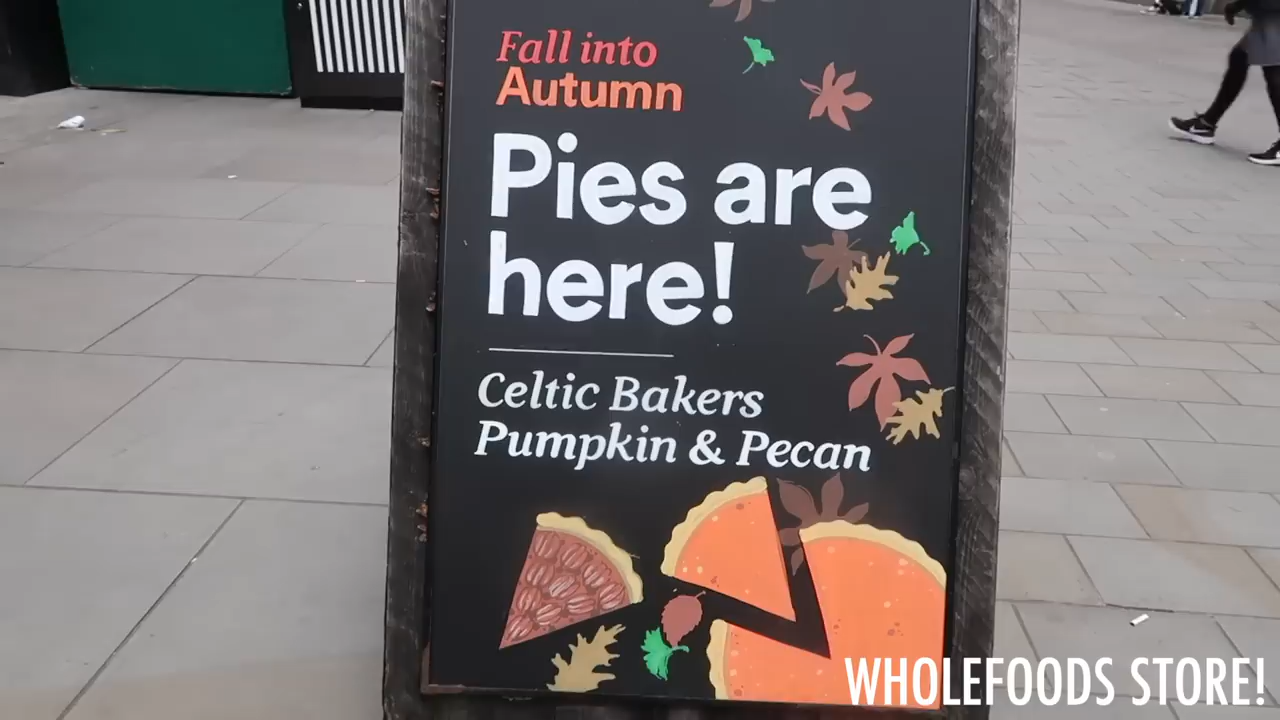 Fall into
Autumn
Pies are
here!
Celtic Bakers
Pumpkin & Pecan
WHOLEFOODS STORE!